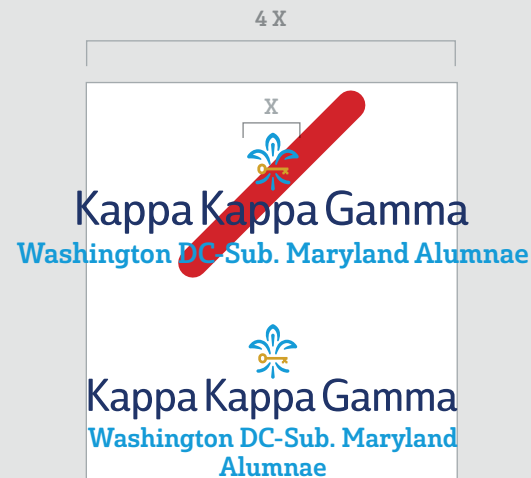 4 X
X
Kappa Kappa Gamma
Washington DC-Sub. Maryland Alumnae
Kappa Kappa Gamma
Washington DC-Sub. Maryland
Alumnae